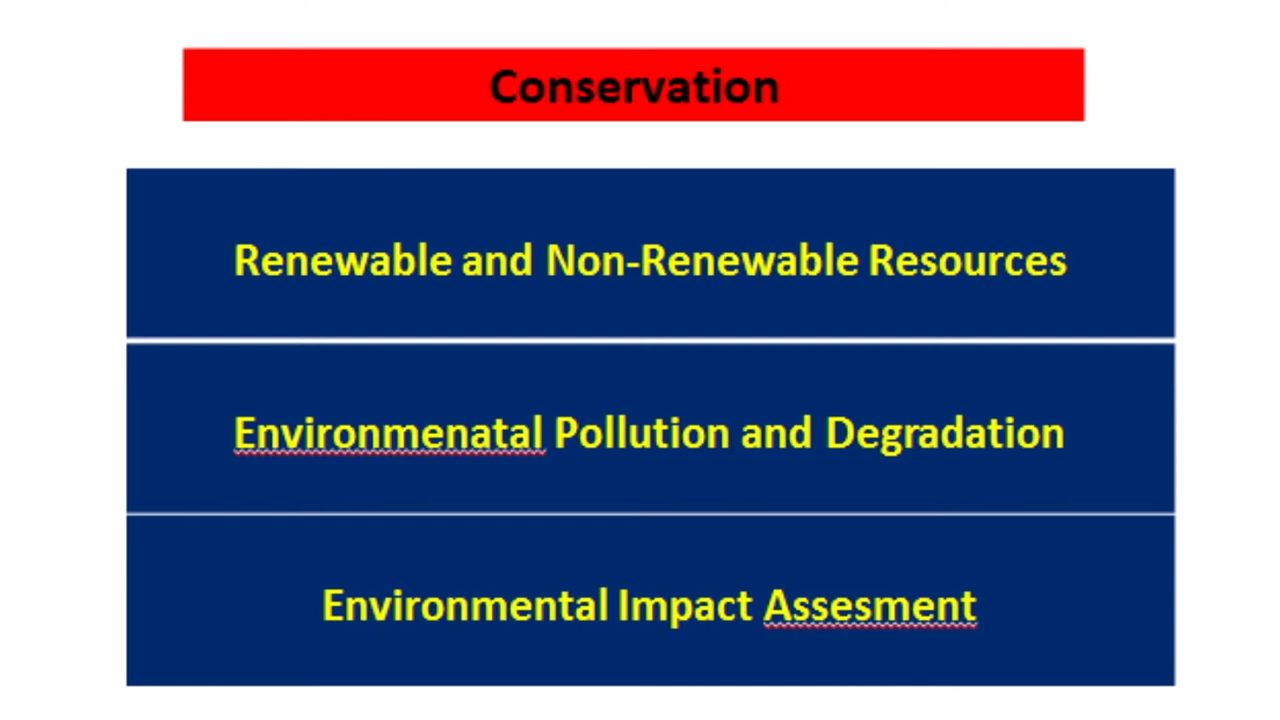 Conservation
Renewable and Non-Renewable Resources
Environmenatal Pollution and Degradation
Environmental Impact Assesment